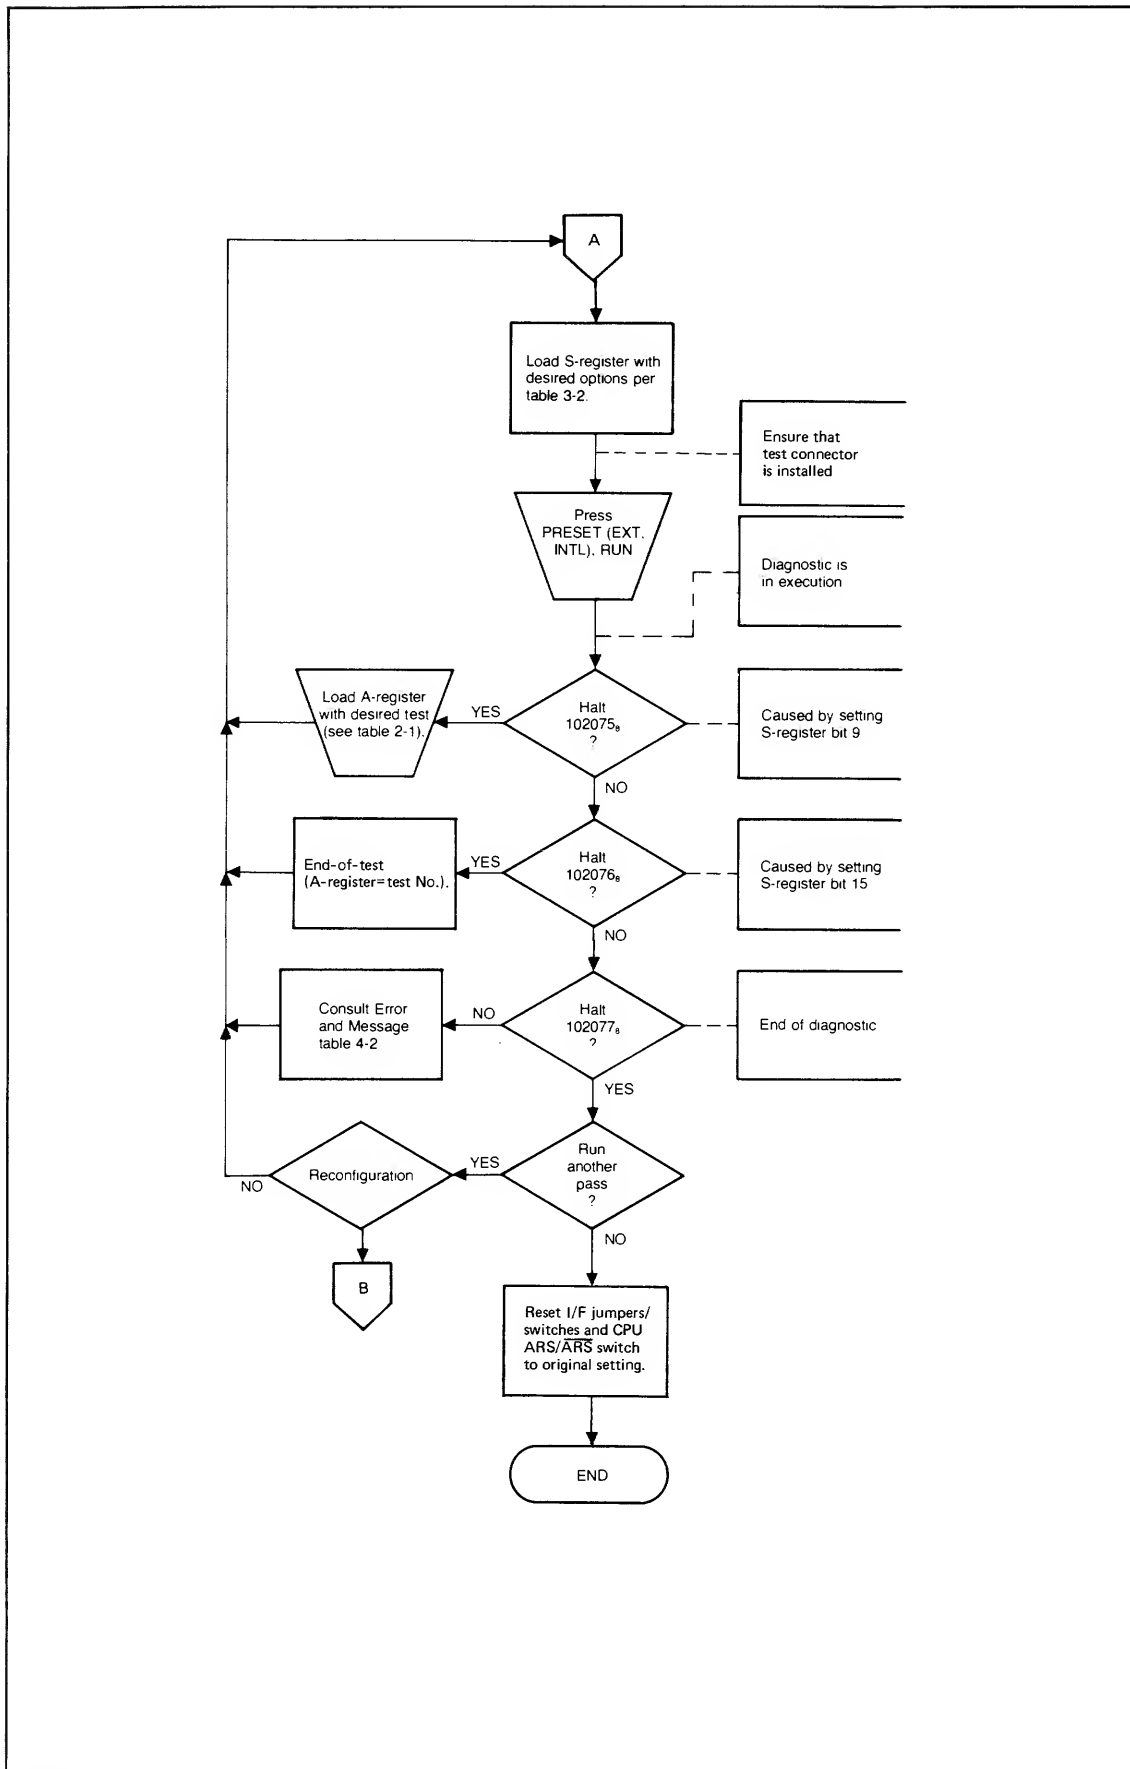 A
Load S-register with
desired options per
table 3-2.
Ensure that
test connector
is installed
Press
PRESET (EXT,
INTL), RUN
Diagnostic is
in execution
Load A-register
with desired test
(see table 2-1).
YES
Halt
102075₈
?
Caused by setting
S-register bit 9
NO
End-of-test
(A-register=test No.).
YES
Halt
102076₈
?
Caused by setting
S-register bit 15
NO
Consult Error
and Message
table 4-2
NO
Halt
102077₈
?
End of diagnostic
YES
Reconfiguration
YES
Run
another
pass
?
NO
NO
B
Reset I/F jumpers/
switches and CPU
ARS/A̅R̅S̅ switch
to original setting.
END